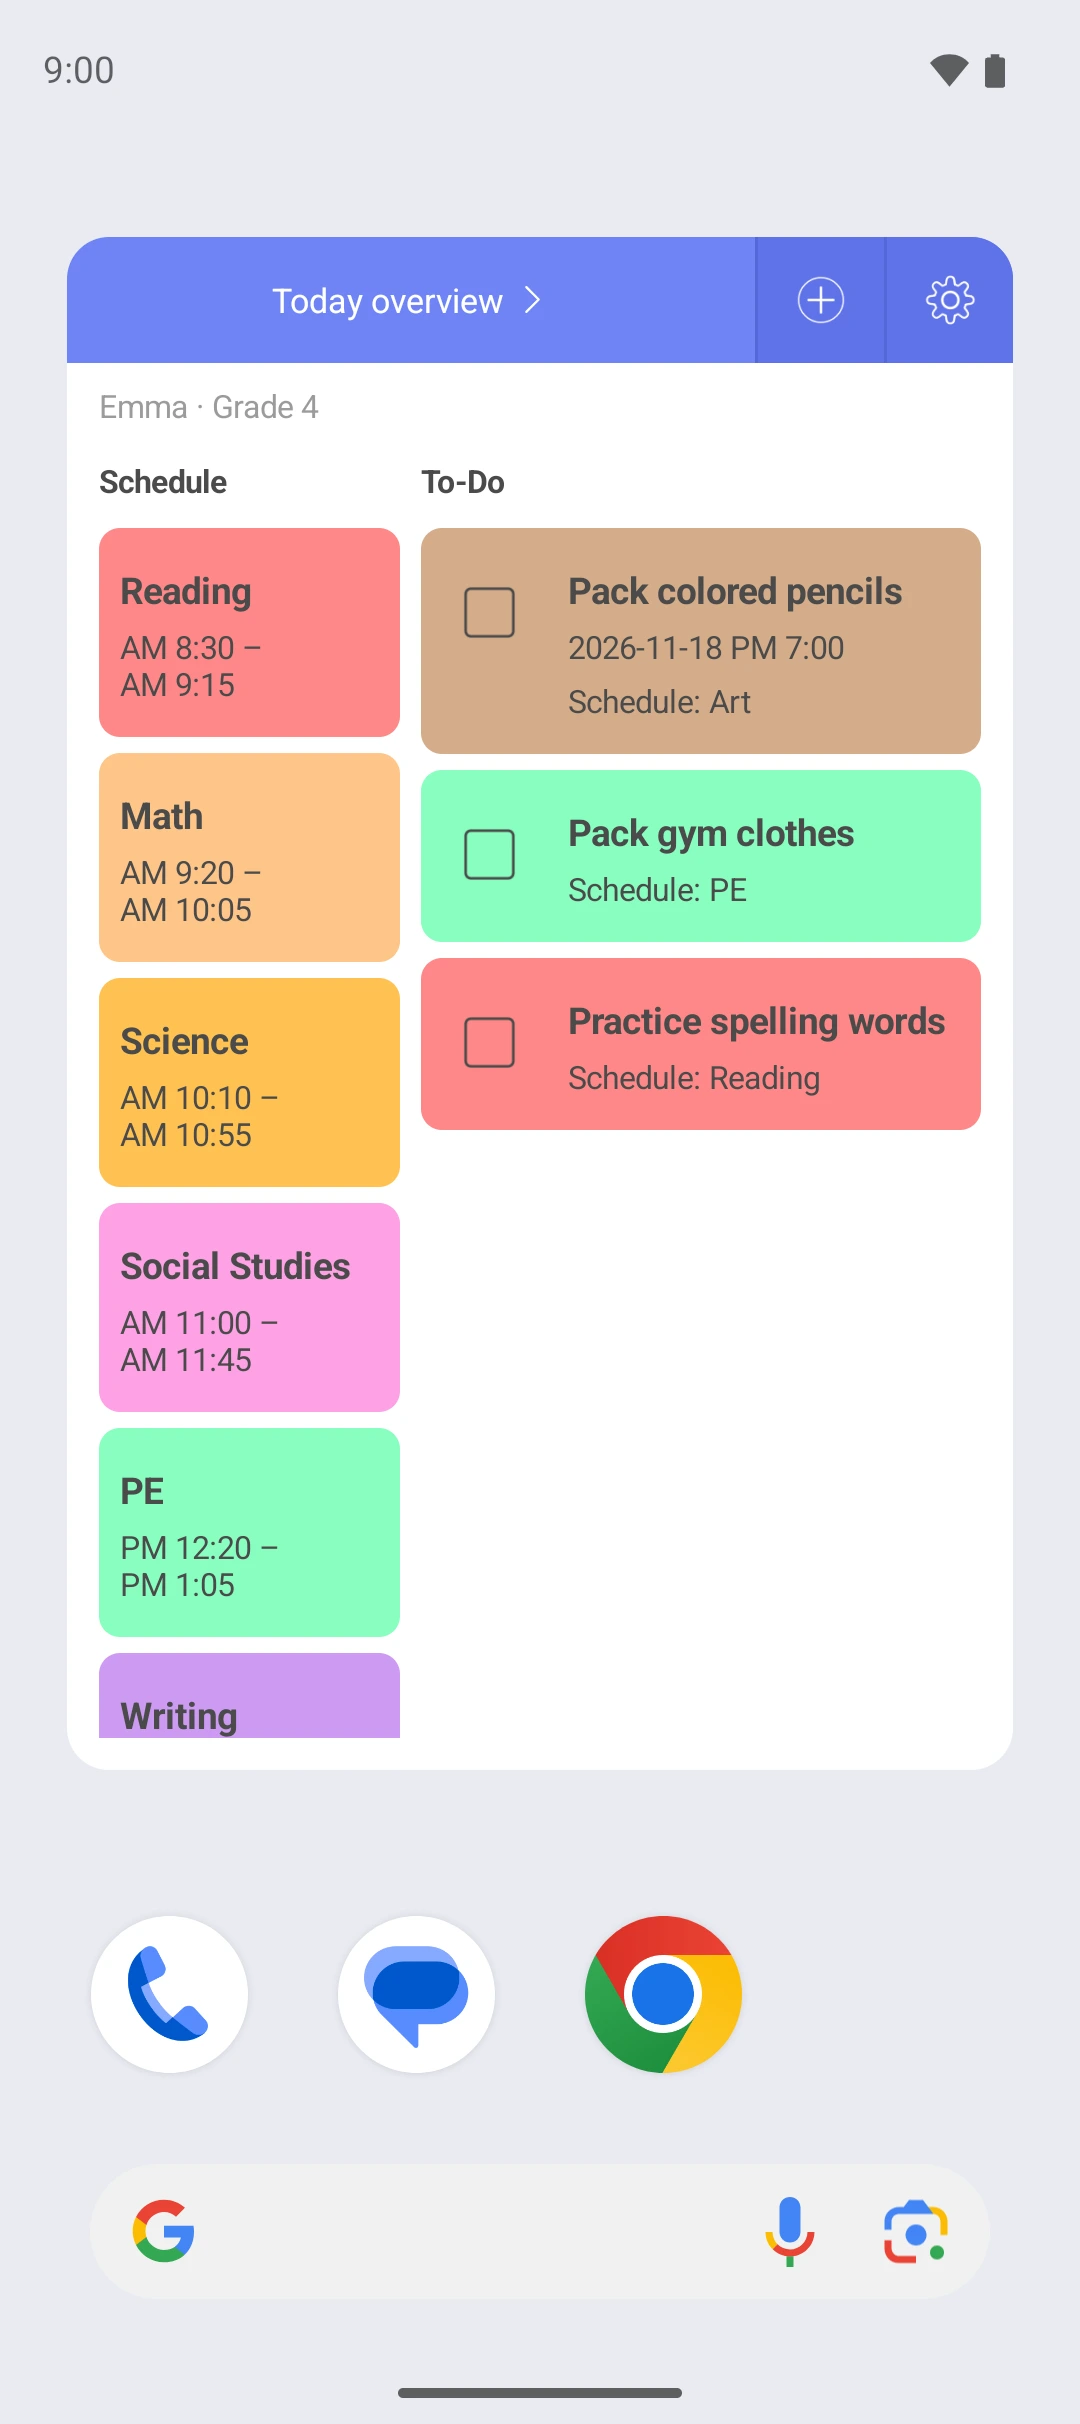 9:00
Today overview
Emma · Grade 4
Schedule
Reading
AM 8:30 –
AM 9:15
Math
AM 9:20 –
AM 10:05
Science
AM 10:10 –
AM 10:55
Social Studies
AM 11:00 –
AM 11:45
PE
PM 12:20 –
PM 1:05
Writing
To-Do
Pack colored pencils
2026-11-18 PM 7:00
Schedule: Art
Pack gym clothes
Schedule: PE
Practice spelling words
Schedule: Reading